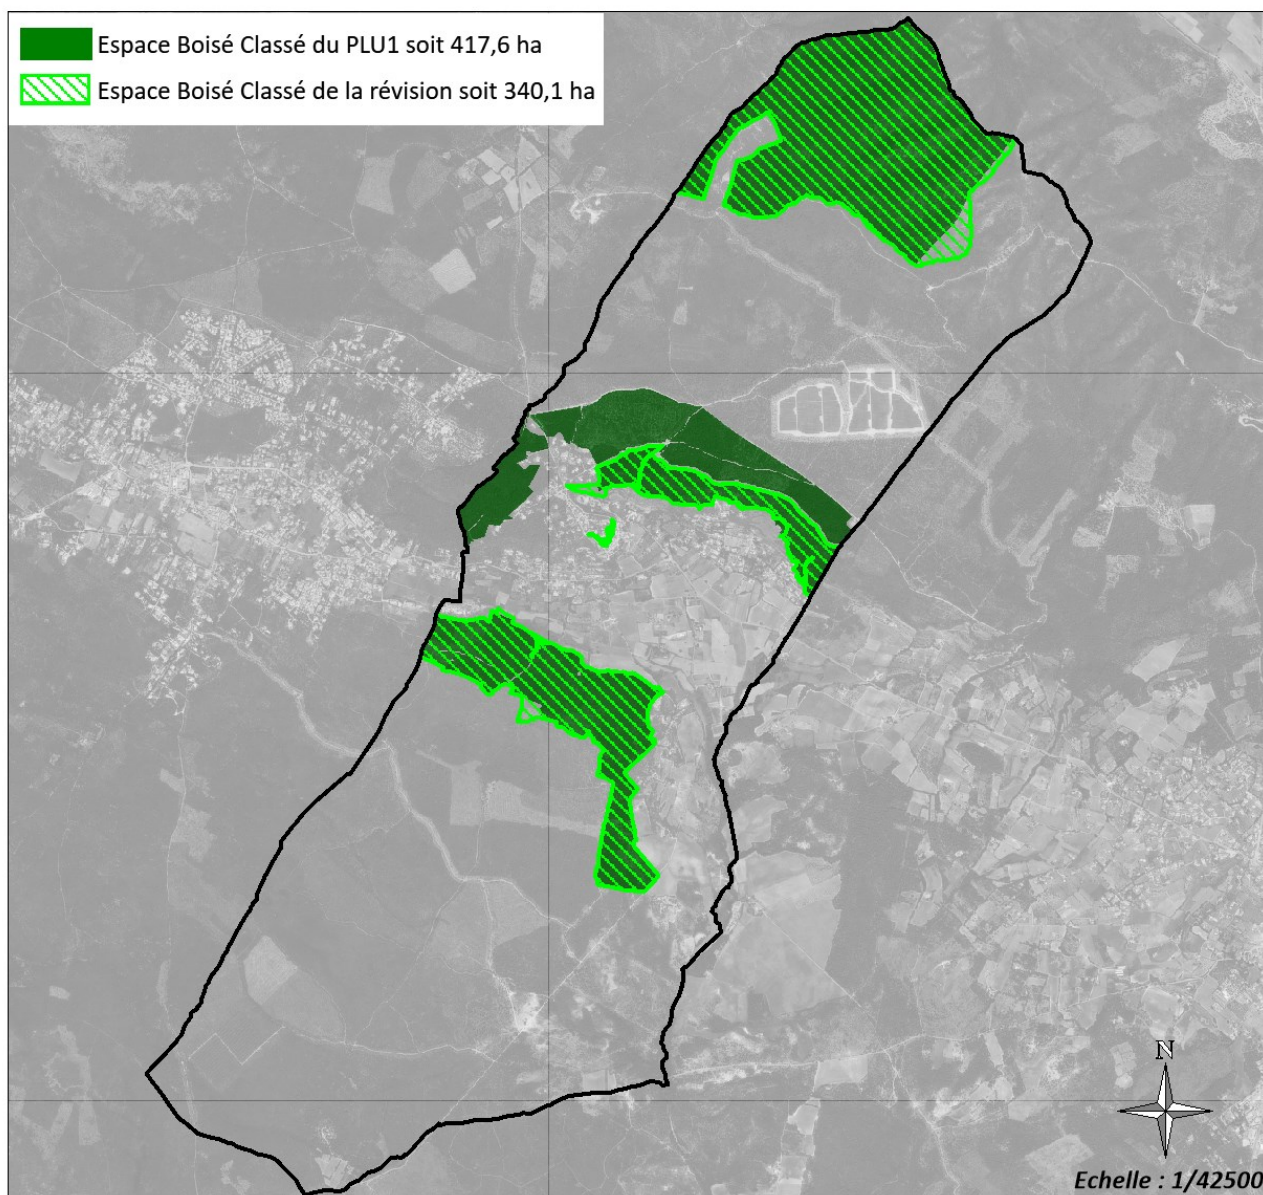 Espace Boisé Classé du PLU1 soit 417,6 ha
Espace Boisé Classé de la révision soit 340,1 ha
N
Echelle : 1/42500